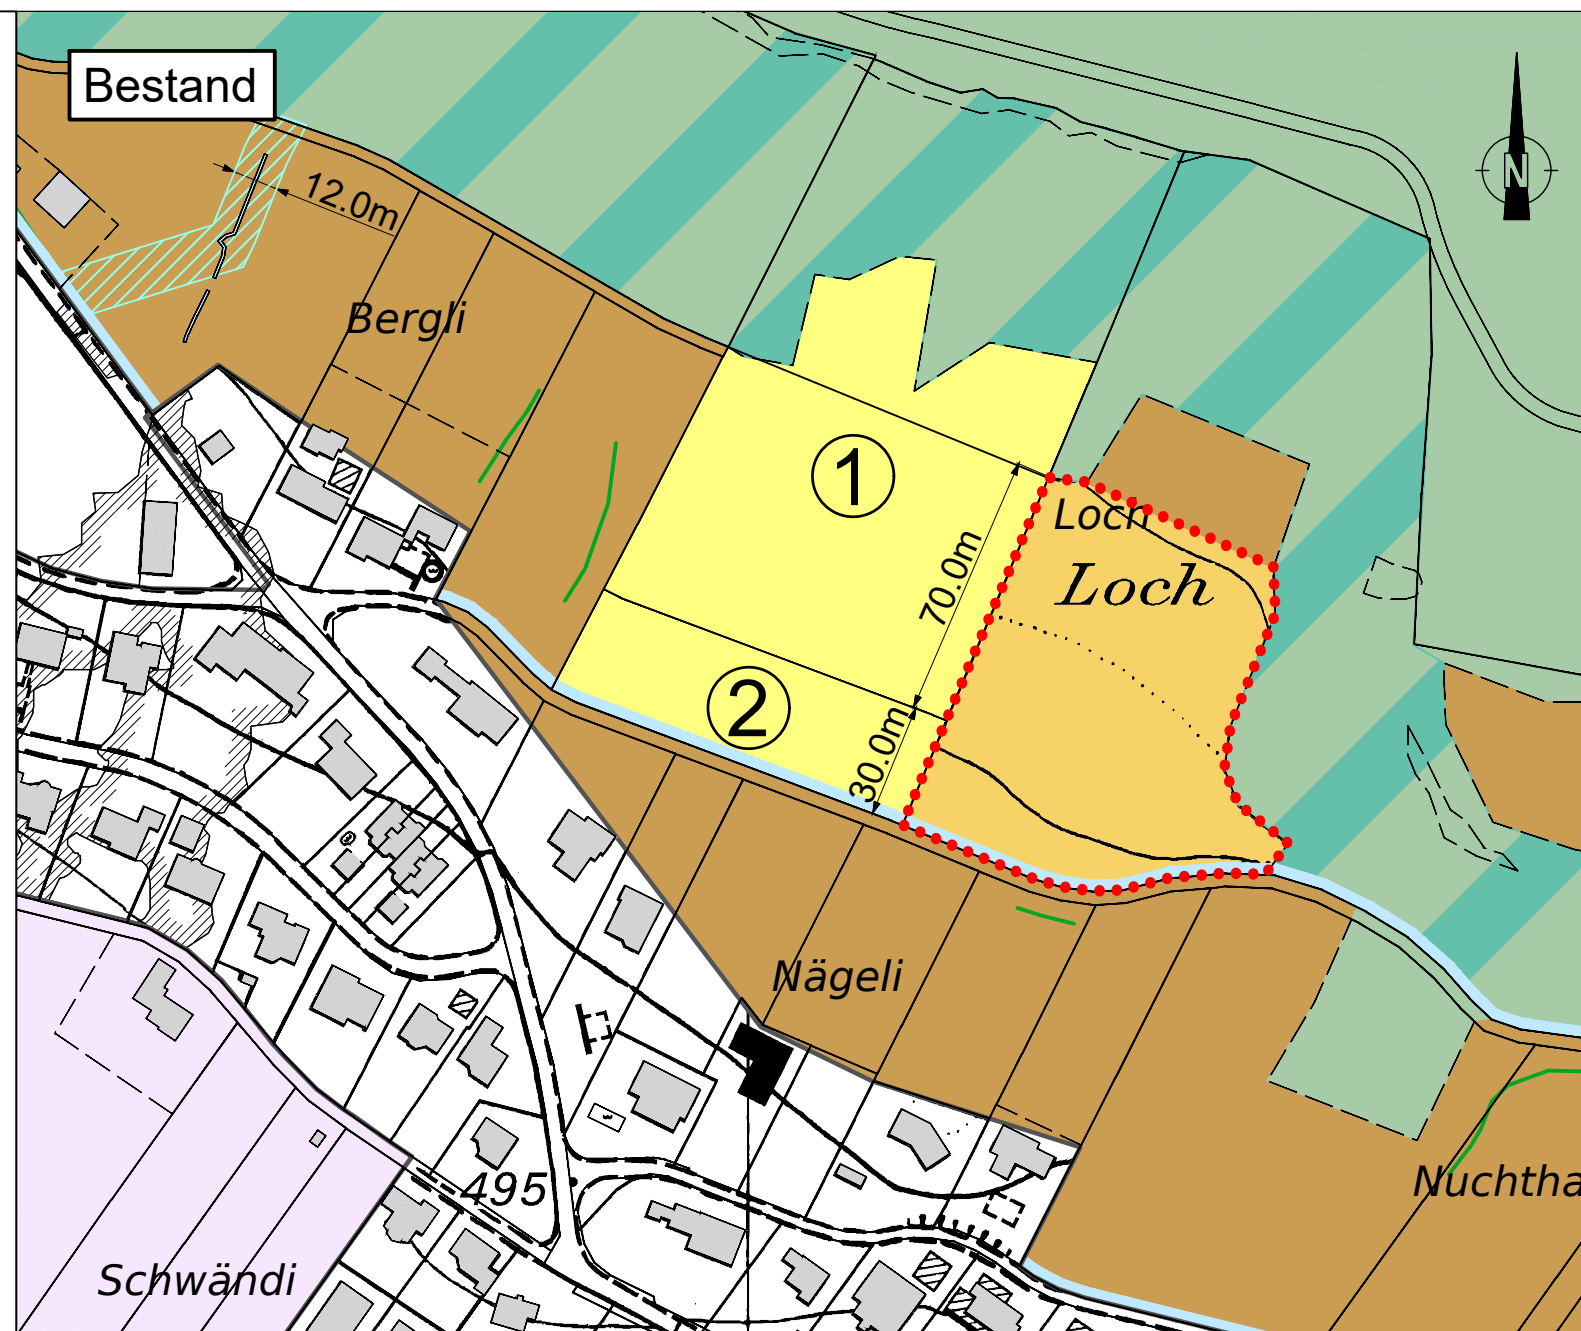 Bestand
N
12.0m
Bergli
1
Loch
Loch
70.0m
2
30.0m
Nägeli
495
Nuchtha
Schwändi